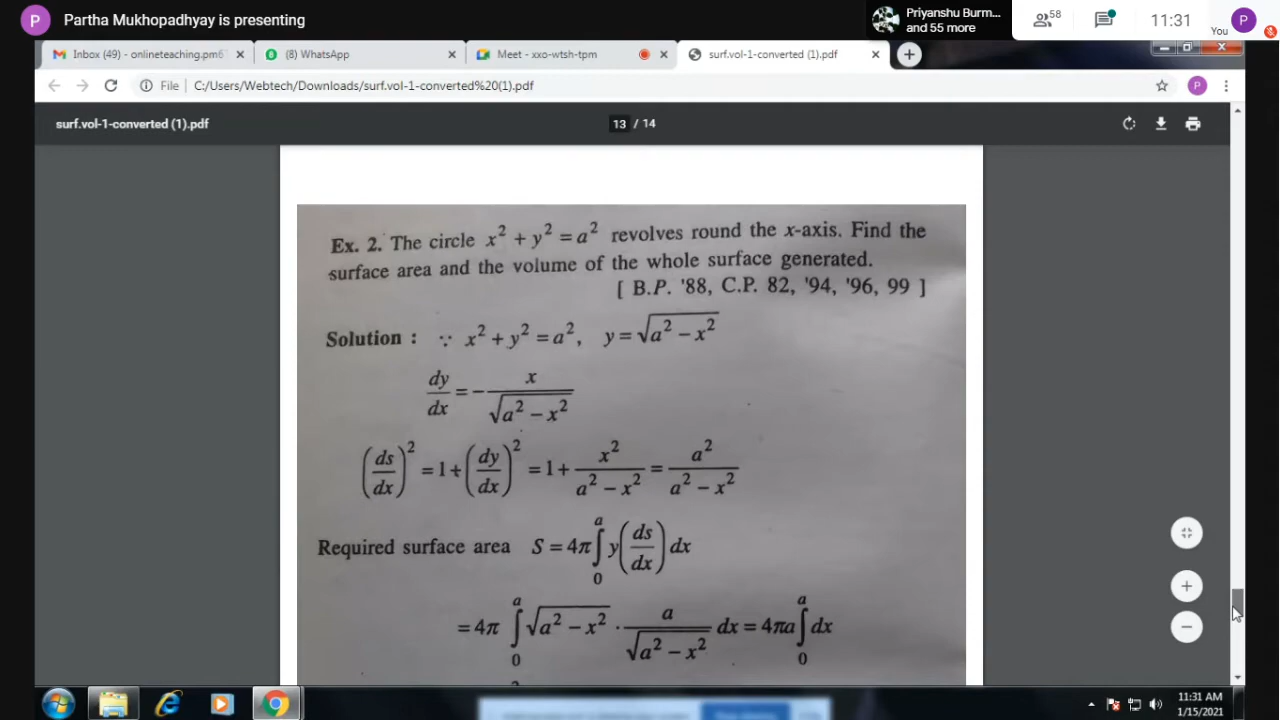 P Partha Mukhopadhyay is presenting
Priyanshu Burm...
and 55 more
58
11:31
You
P
Inbox (49) - onlineteaching.pm6
(8) WhatsApp
Meet - xxo-wtsh-tpm
surf.vol-1-converted (1).pdf
File | C:/Users/Webtech/Downloads/surf.vol-1-converted%20(1).pdf
P
surf.vol-1-converted (1).pdf
13 / 14
Ex. 2. The circle x² + y² = a² revolves round the x-axis. Find the
surface area and the volume of the whole surface generated.
[ B.P. '88, C.P. 82, '94, '96, 99 ]
Solution : ∵ x² + y² = a², y = √(a² − x²)
dy/dx = − x/√(a² − x²)
(ds/dx)² = 1 + (dy/dx)² = 1 + x²/(a² − x²) = a²/(a² − x²)
Required surface area S = 4π ∫₀ᵃ y (ds/dx) dx
= 4π ∫₀ᵃ √(a² − x²) · a/√(a² − x²) dx = 4πa ∫₀ᵃ dx
11:31 AM
1/15/2021